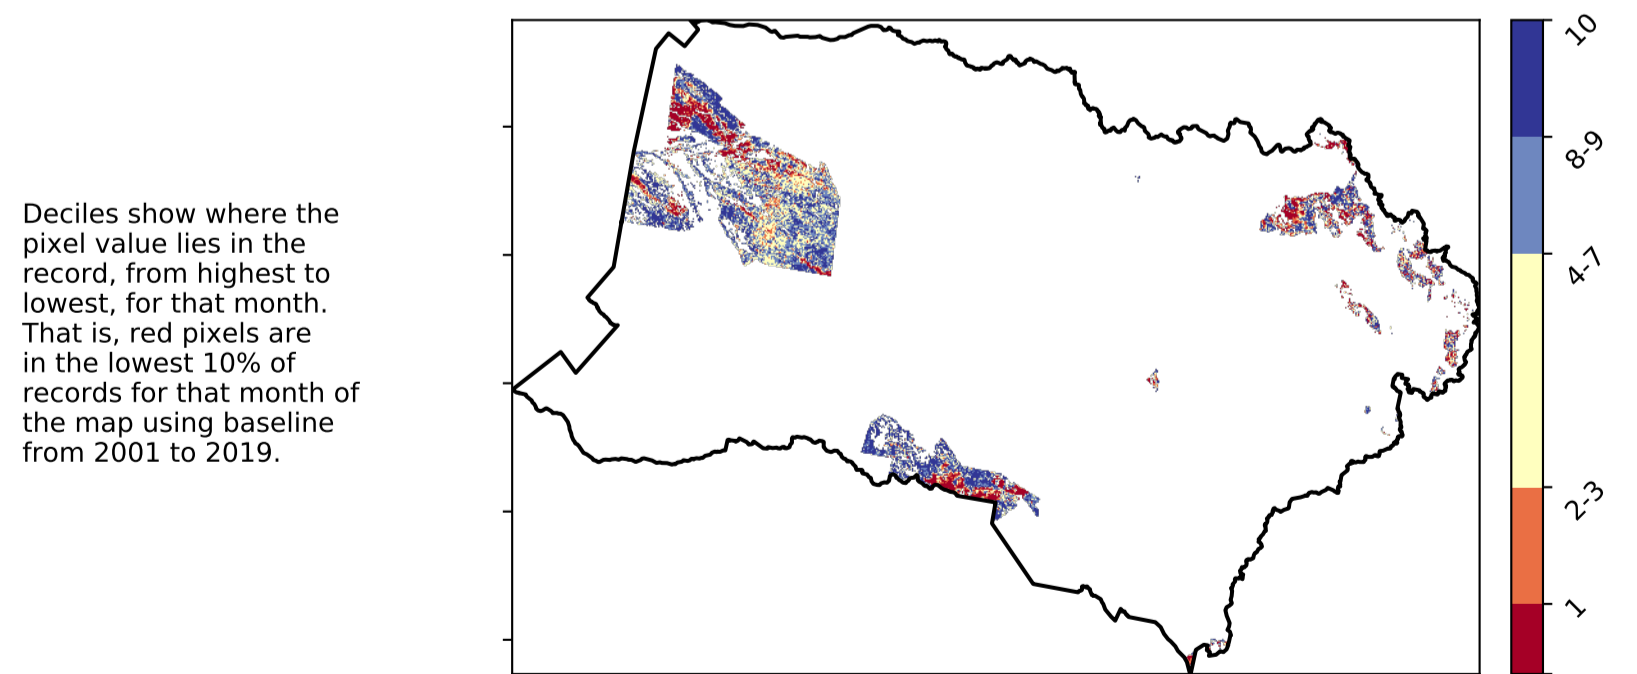 Deciles show where the
pixel value lies in the
record, from highest to
lowest, for that month.
That is, red pixels are
in the lowest 10% of
records for that month of
the map using baseline
from 2001 to 2019.
10
8-9
4-7
2-3
1